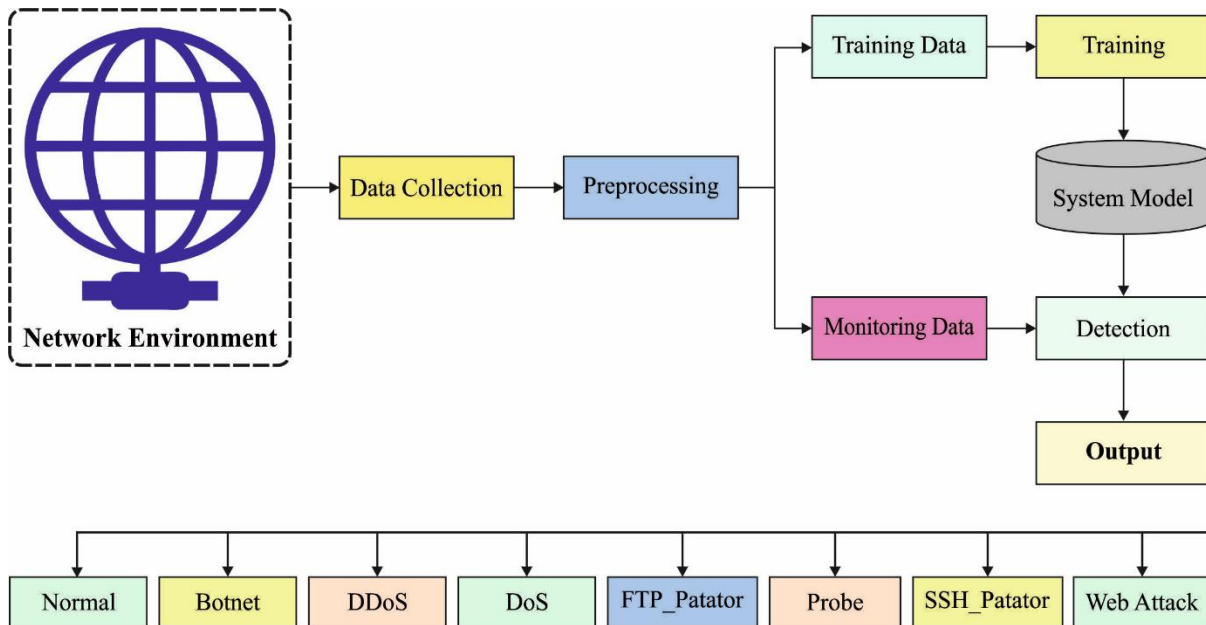 Network Environment
Data Collection
Preprocessing
Training Data
Training
System Model
Monitoring Data
Detection
Output
Normal
Botnet
DDoS
DoS
FTP_Patator
Probe
SSH_Patator
Web Attack